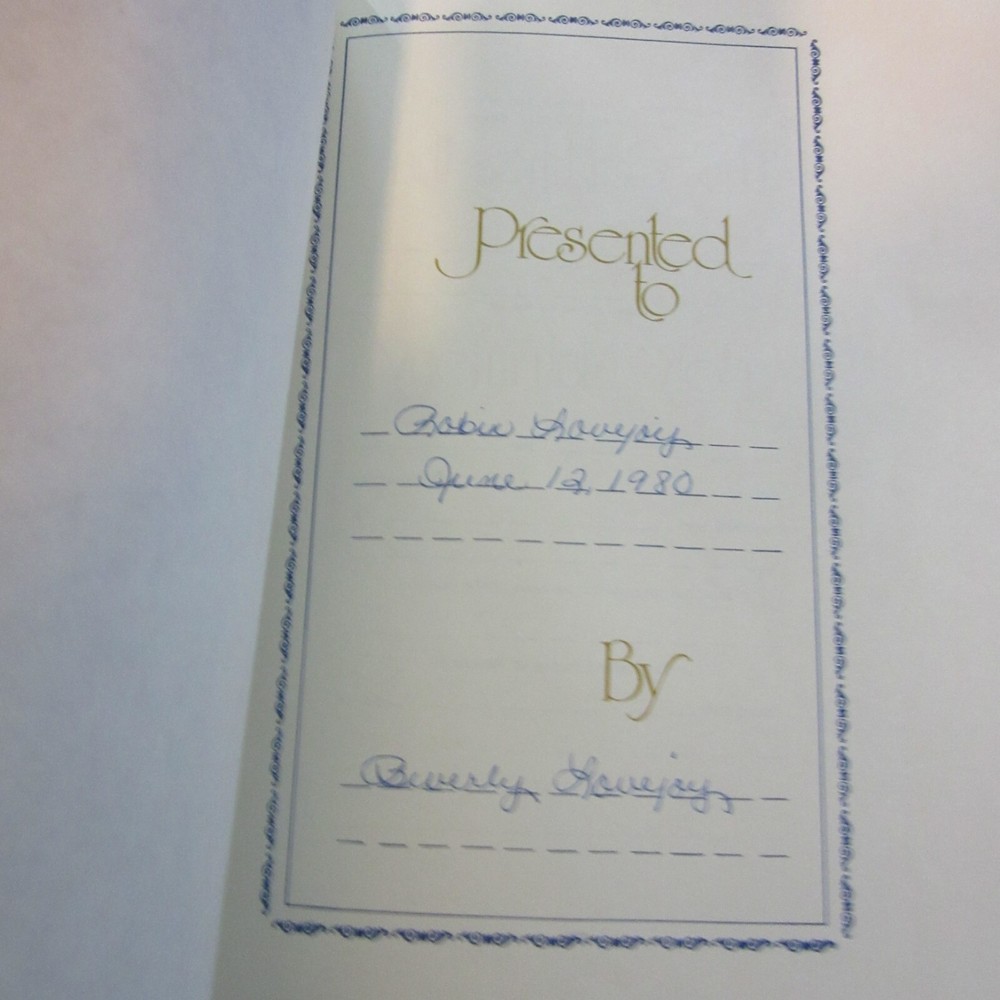 Presented
to
Robin Lovejoy
June 12, 1980
By
Beverly Lovejoy